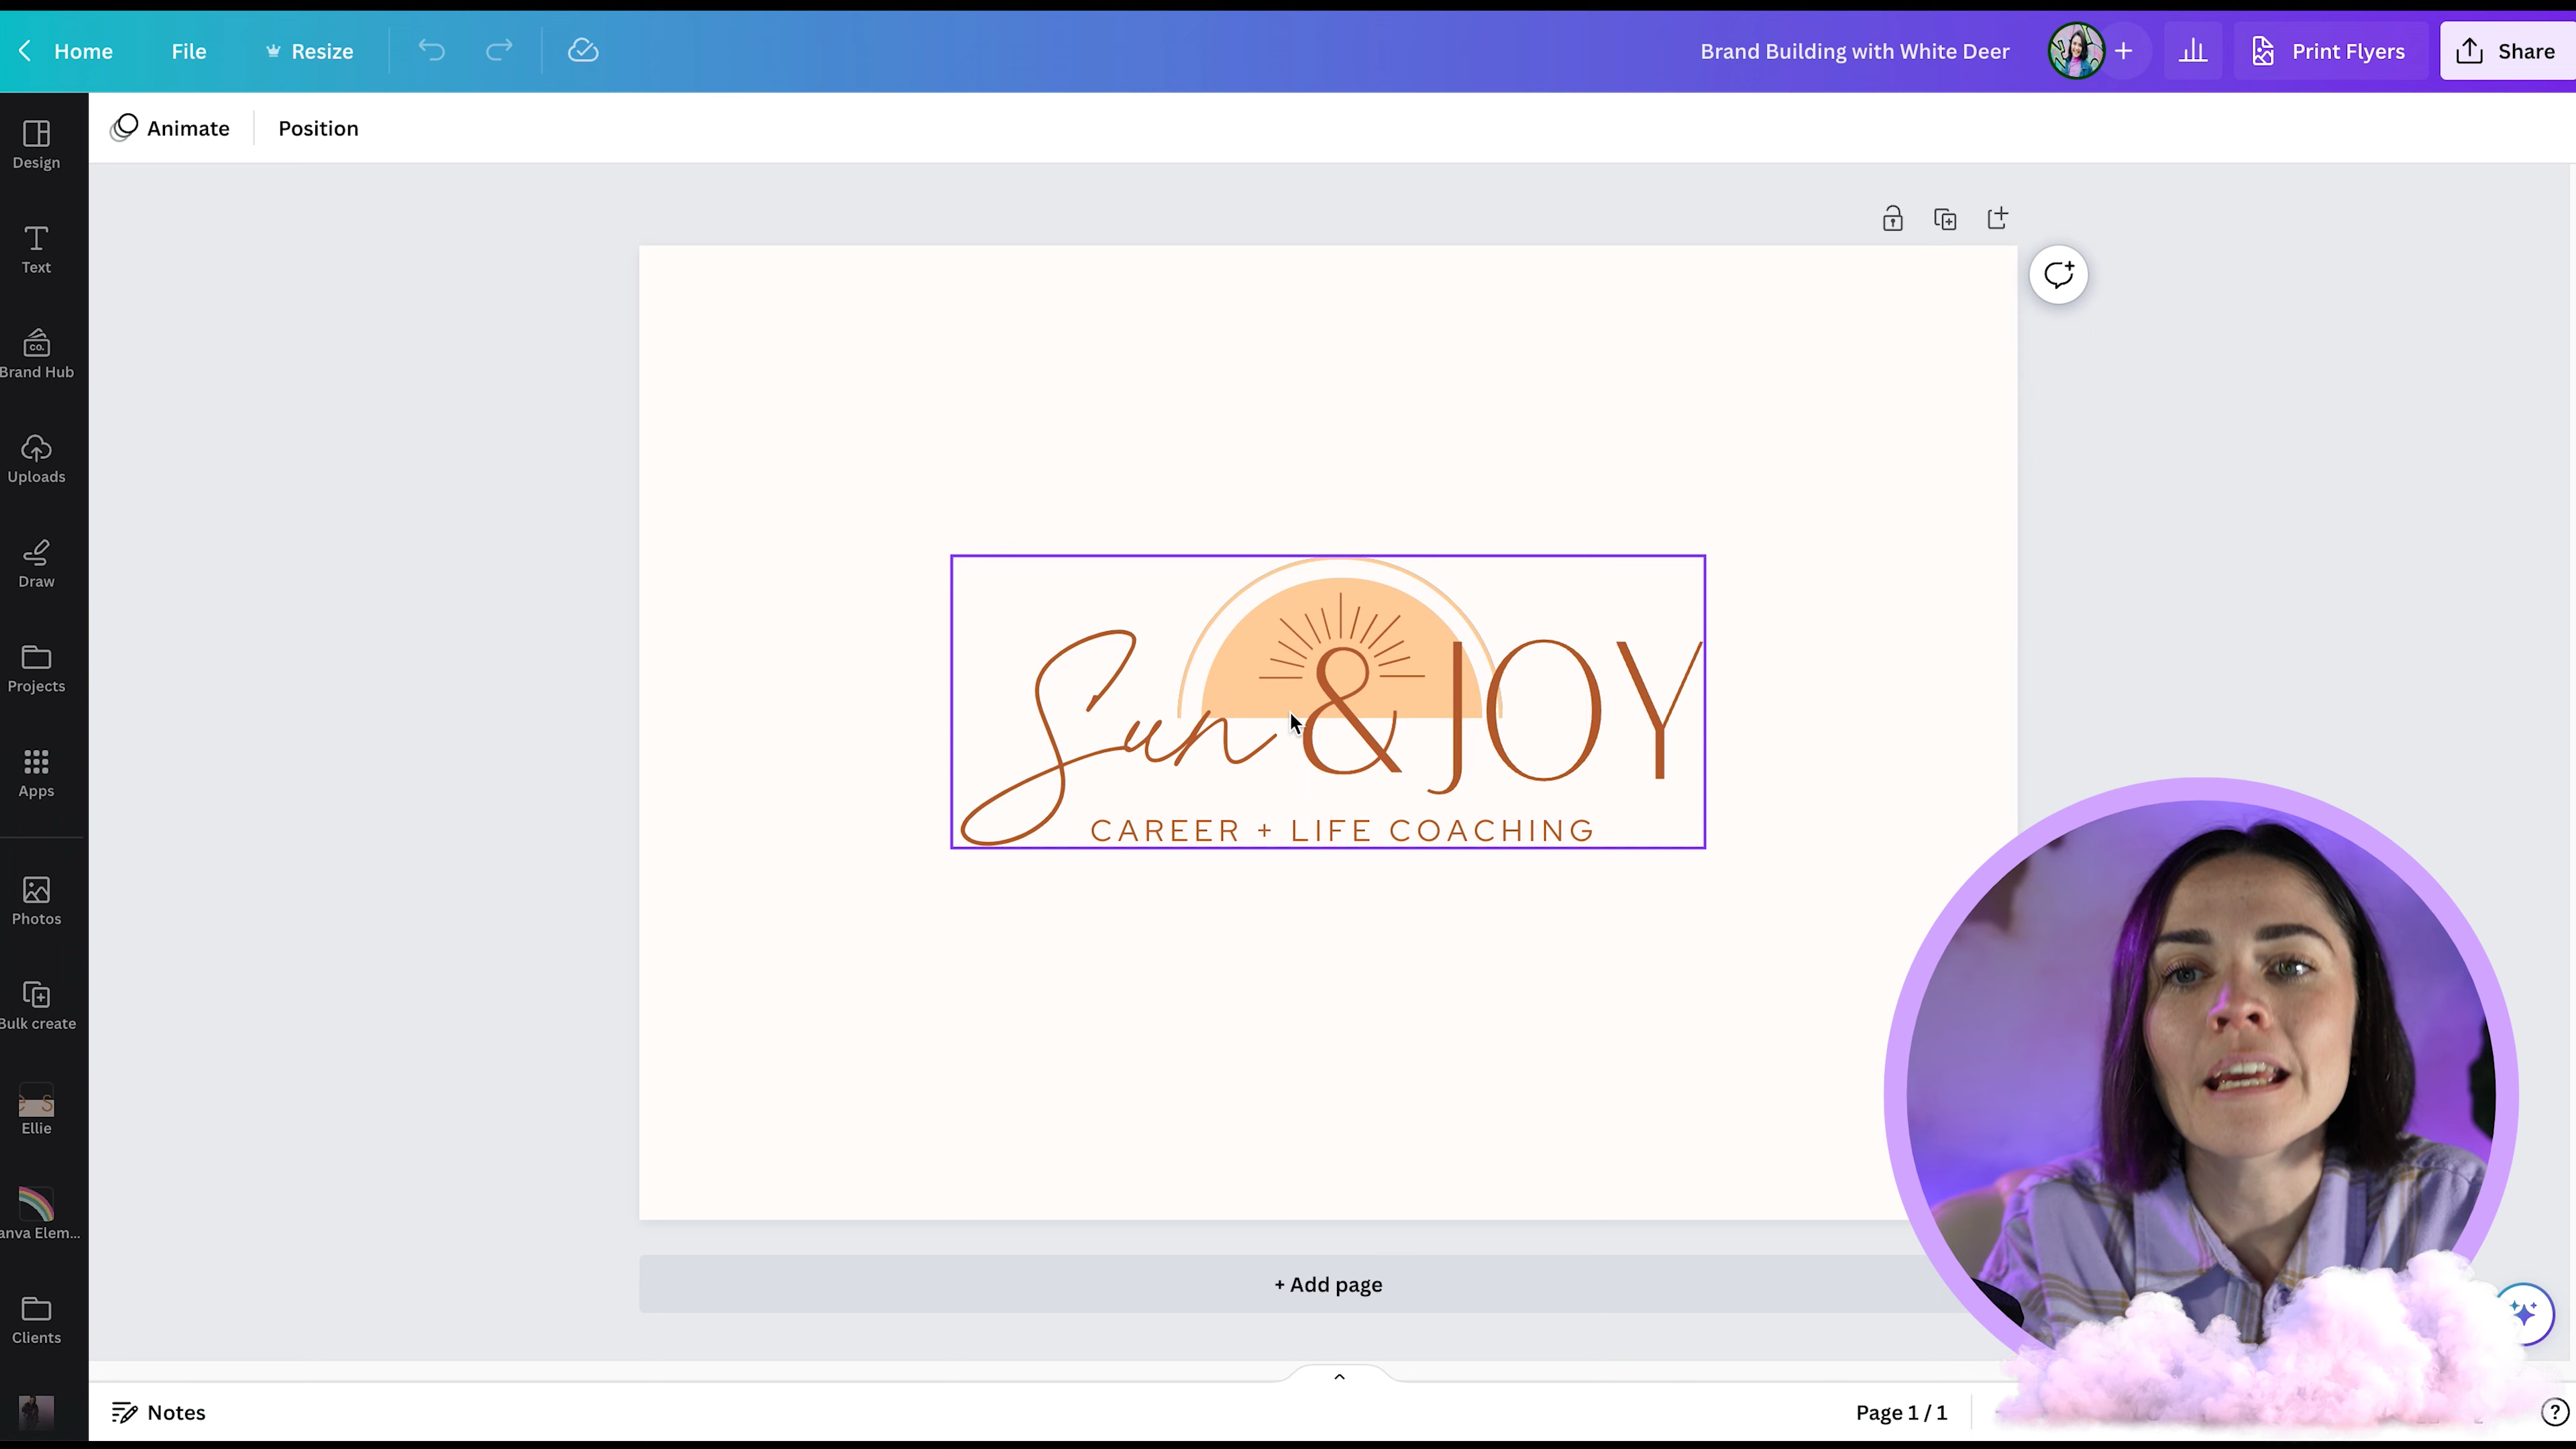 Home File Resize Brand Building with White Deer Print Flyers Share
Animate Position
Design
Text
co.
Brand Hub
Uploads
Draw
Projects
Apps
Photos
Bulk create
Ellie
anva Elem...
Clients
Sun & JOY
CAREER + LIFE COACHING
+ Add page
Notes Page 1 / 1